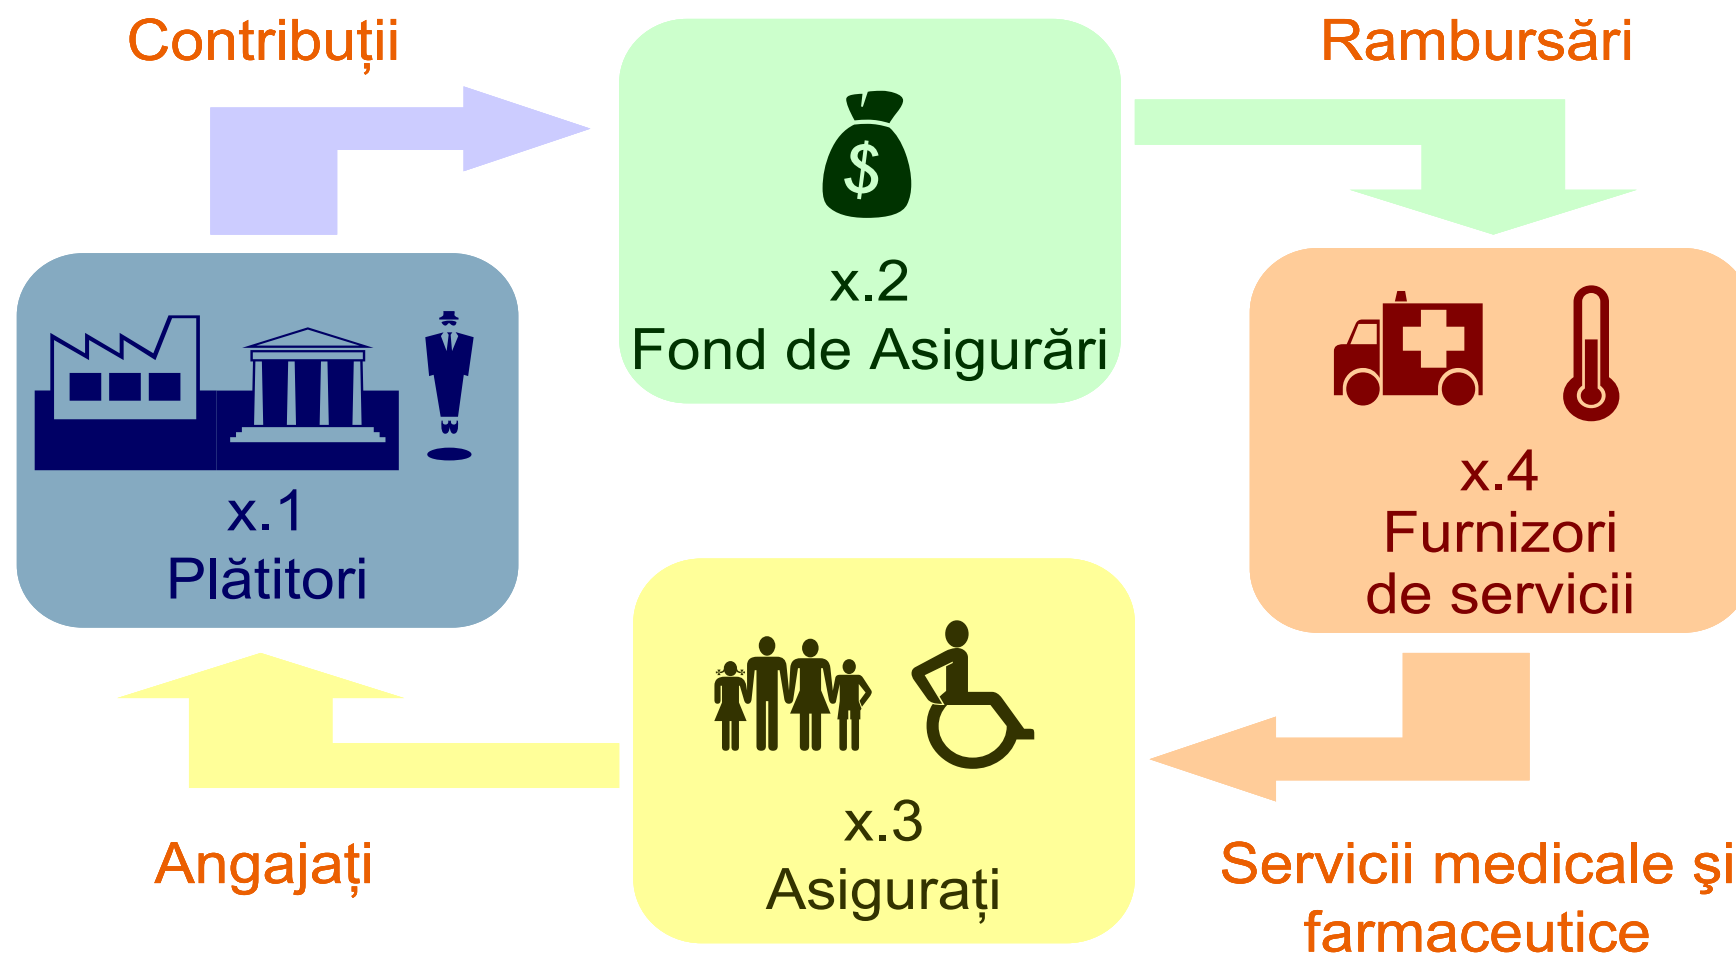 Contribuții
Rambursări
$
x.2
Fond de Asigurări
x.1
Plătitori
x.4
Furnizori
de servicii
x.3
Asigurați
Angajați
Servicii medicale şi
farmaceutice